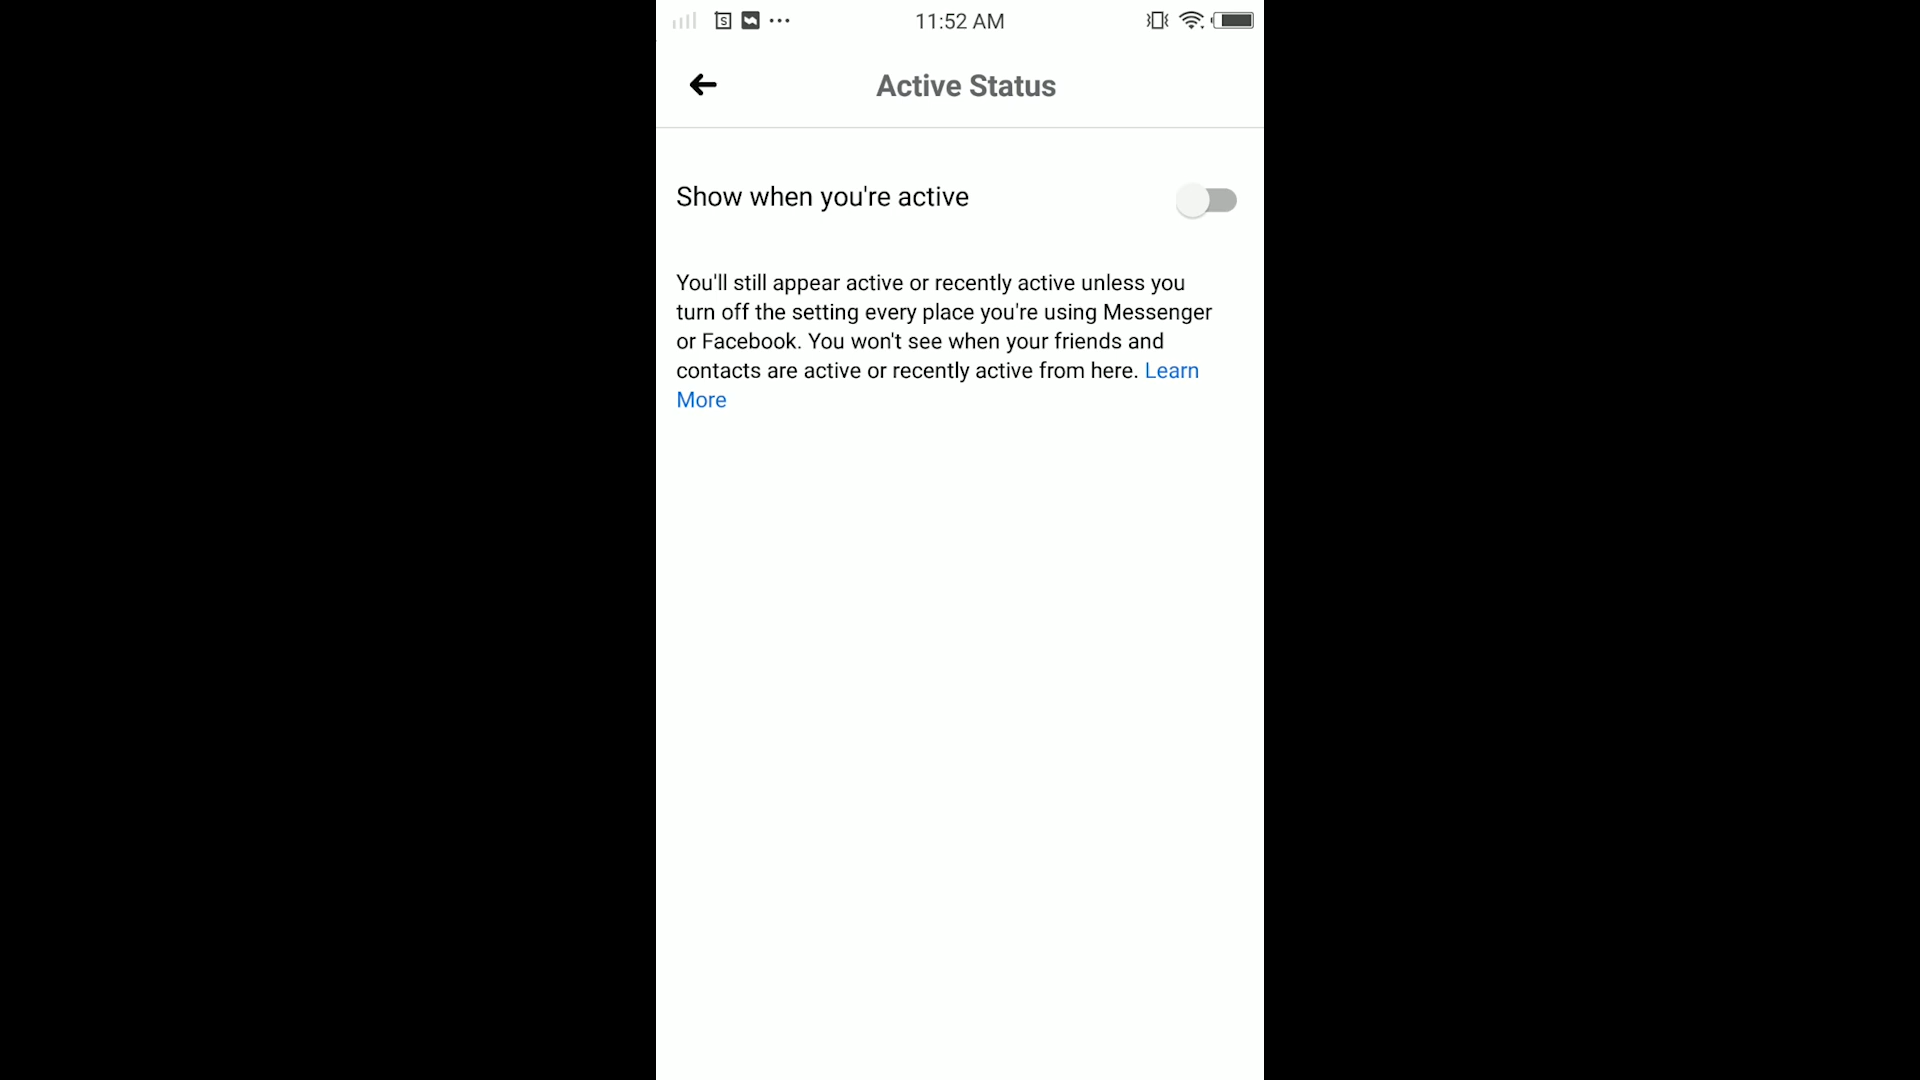 11:52 AM
Active Status
Show when you're active
You'll still appear active or recently active unless you
turn off the setting every place you're using Messenger
or Facebook. You won't see when your friends and
contacts are active or recently active from here. Learn
More